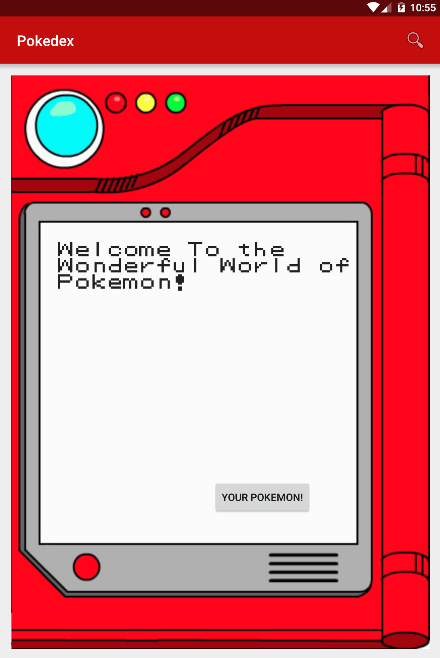 10:55
Pokedex
Welcome To the
Wonderful World of
Pokemon!
YOUR POKEMON!